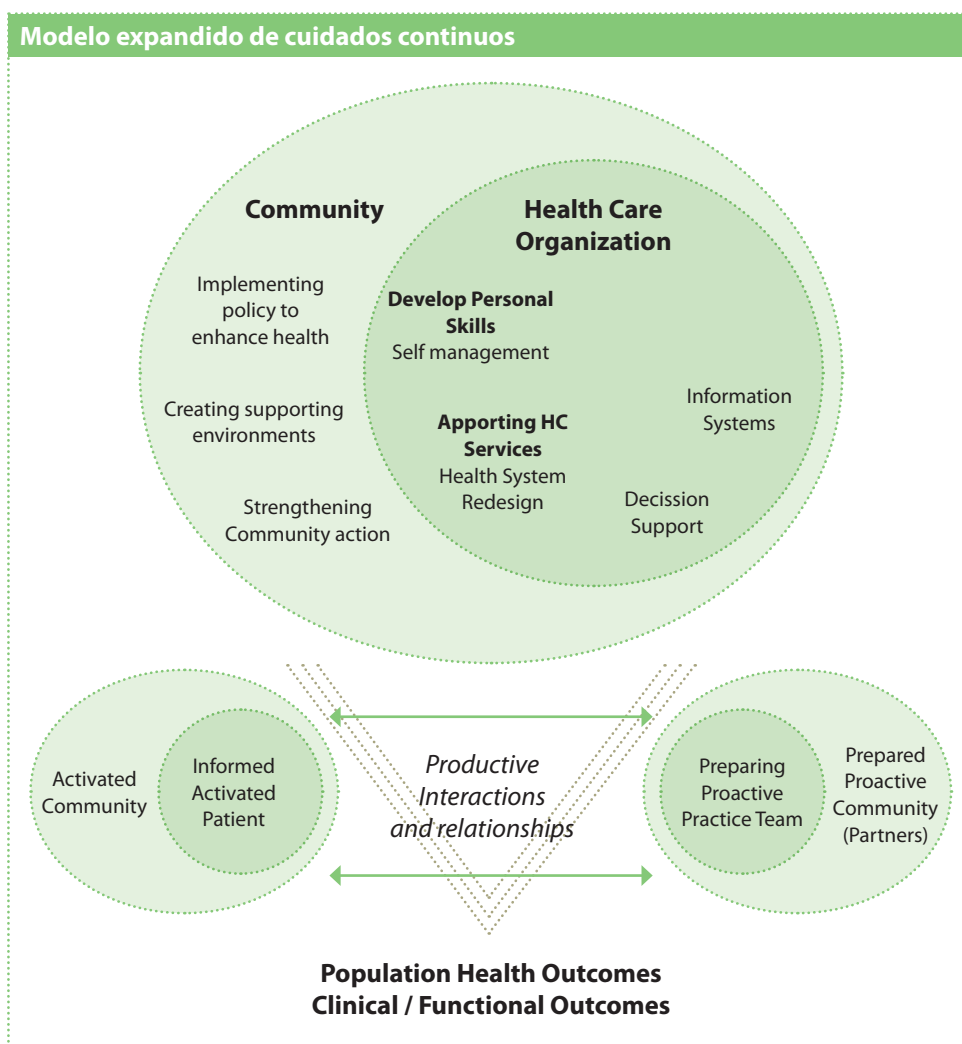 Modelo expandido de cuidados continuos
Community
Implementing
policy to
enhance health
Creating supporting
environments
Strengthening
Community action
Health Care
Organization
Develop Personal
Skills
Self management
Apporting HC
Services
Health System
Redesign
Information
Systems
Decission
Support
Activated
Community
Informed
Activated
Patient
Productive
Interactions
and relationships
Preparing
Proactive
Practice Team
Prepared
Proactive
Community
(Partners)
Population Health Outcomes
Clinical / Functional Outcomes